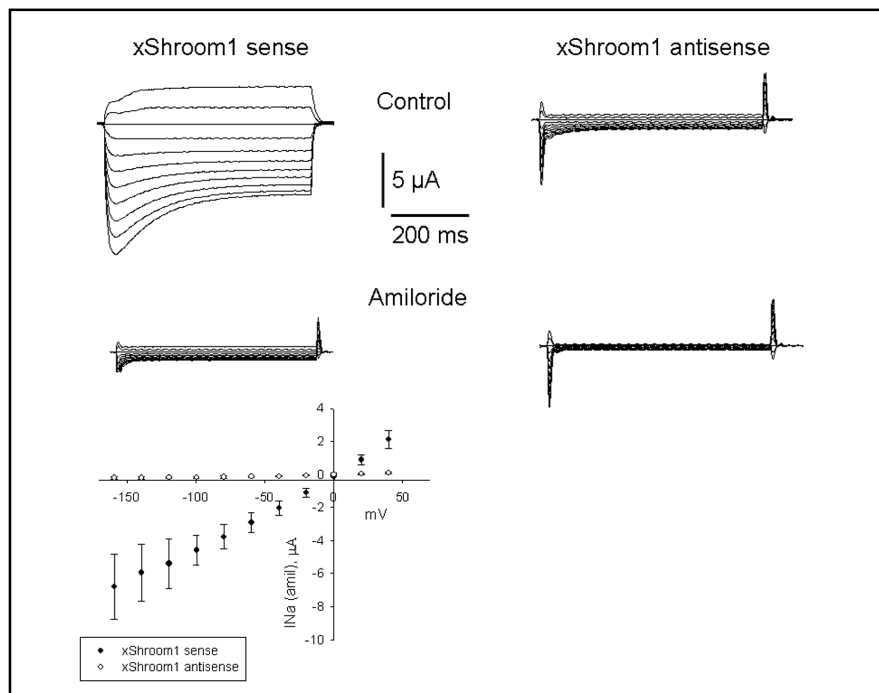 xShroom1 sense
xShroom1 antisense
Control
5 µA
200 ms
Amiloride
4
2
0
-2
-4
-6
-8
-10
-150
-100
-50
0
50
mV
INa (amil), µA
xShroom1 sense
xShroom1 antisense